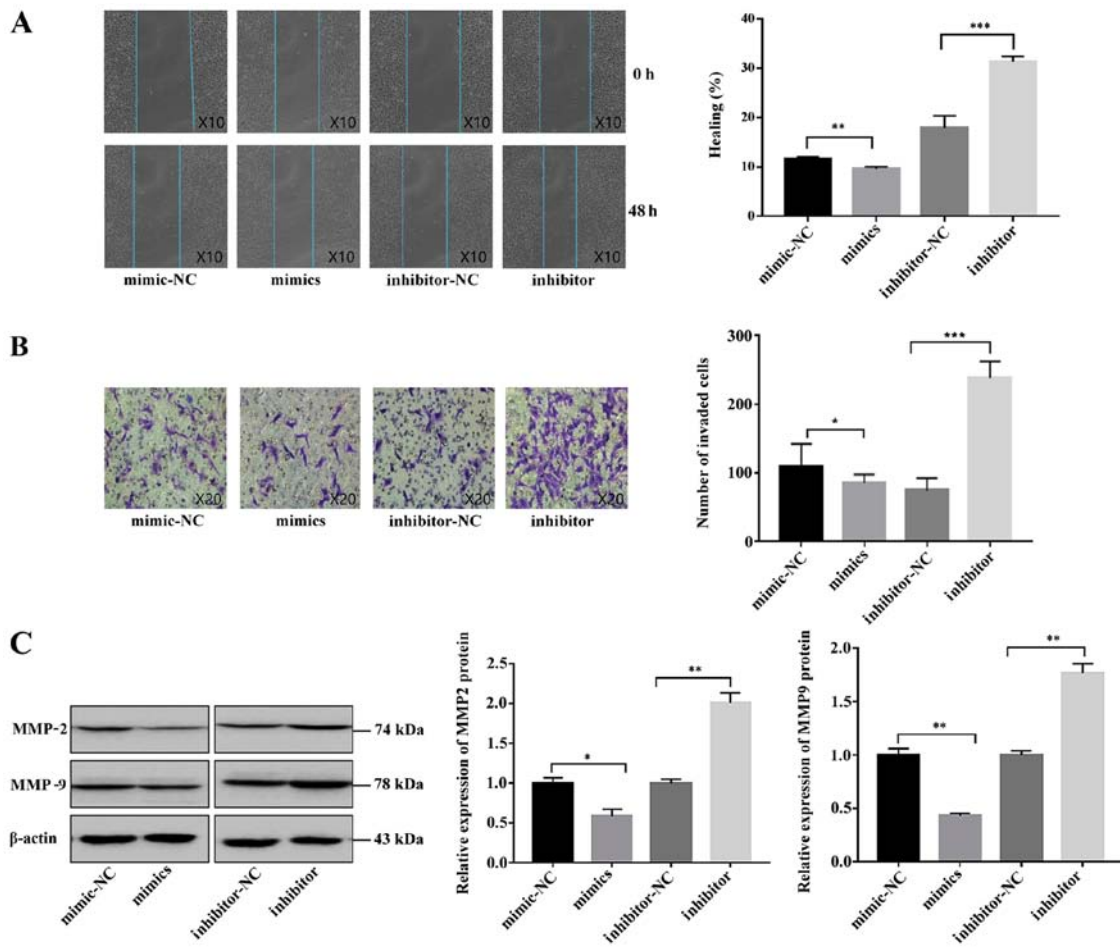 A
X10 X10 X10 X10
0 h
X10 X10 X10 X10
48 h
mimic-NC mimics inhibitor-NC inhibitor
Healing (%)
40
30
20
10
0
**
***
mimic-NC mimics inhibitor-NC inhibitor
B
X20 X20 X20 X20
mimic-NC mimics inhibitor-NC inhibitor
Number of invaded cells
300
200
100
0
*
***
mimic-NC mimics inhibitor-NC inhibitor
C
MMP-2
74 kDa
MMP-9
78 kDa
β-actin
43 kDa
mimic-NC mimics inhibitor-NC inhibitor
Relative expression of MMP2 protein
2.5
2.0
1.5
1.0
0.5
0.0
*
**
mimic-NC mimics inhibitor-NC inhibitor
Relative expression of MMP9 protein
2.0
1.5
1.0
0.5
0.0
**
**
mimic-NC mimics inhibitor-NC inhibitor